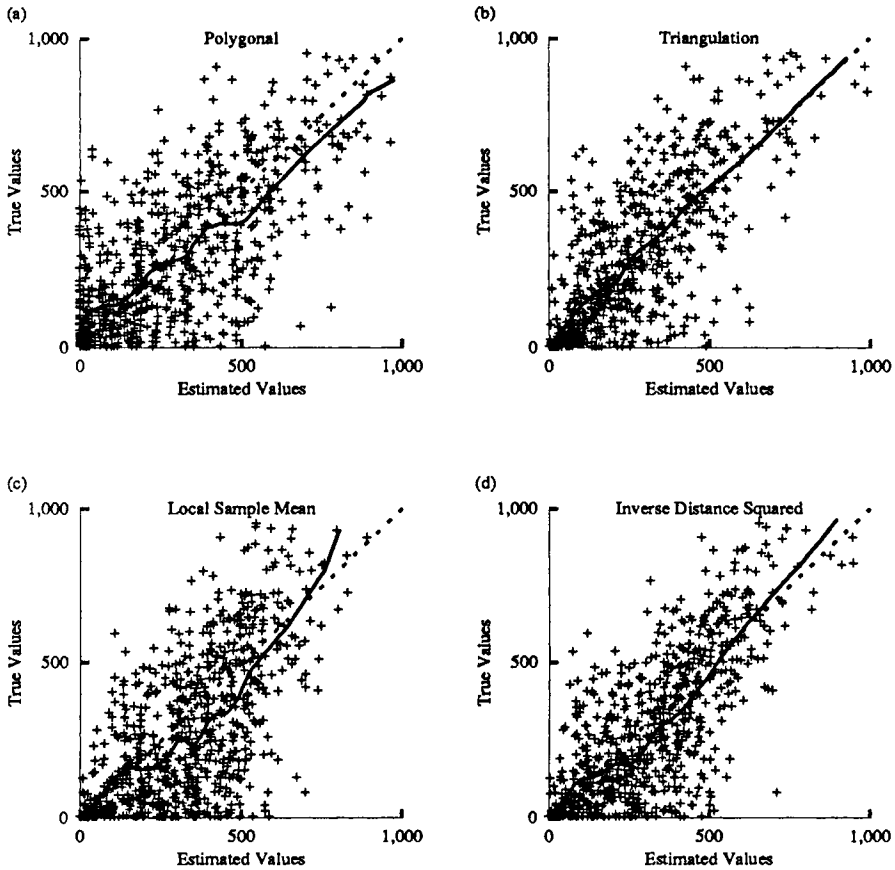 (a)
Polygonal
1,000
500
0
True Values
0
500
1,000
Estimated Values
(b)
Triangulation
1,000
500
0
True Values
0
500
1,000
Estimated Values
(c)
Local Sample Mean
1,000
500
0
True Values
0
500
1,000
Estimated Values
(d)
Inverse Distance Squared
1,000
500
0
True Values
0
500
1,000
Estimated Values